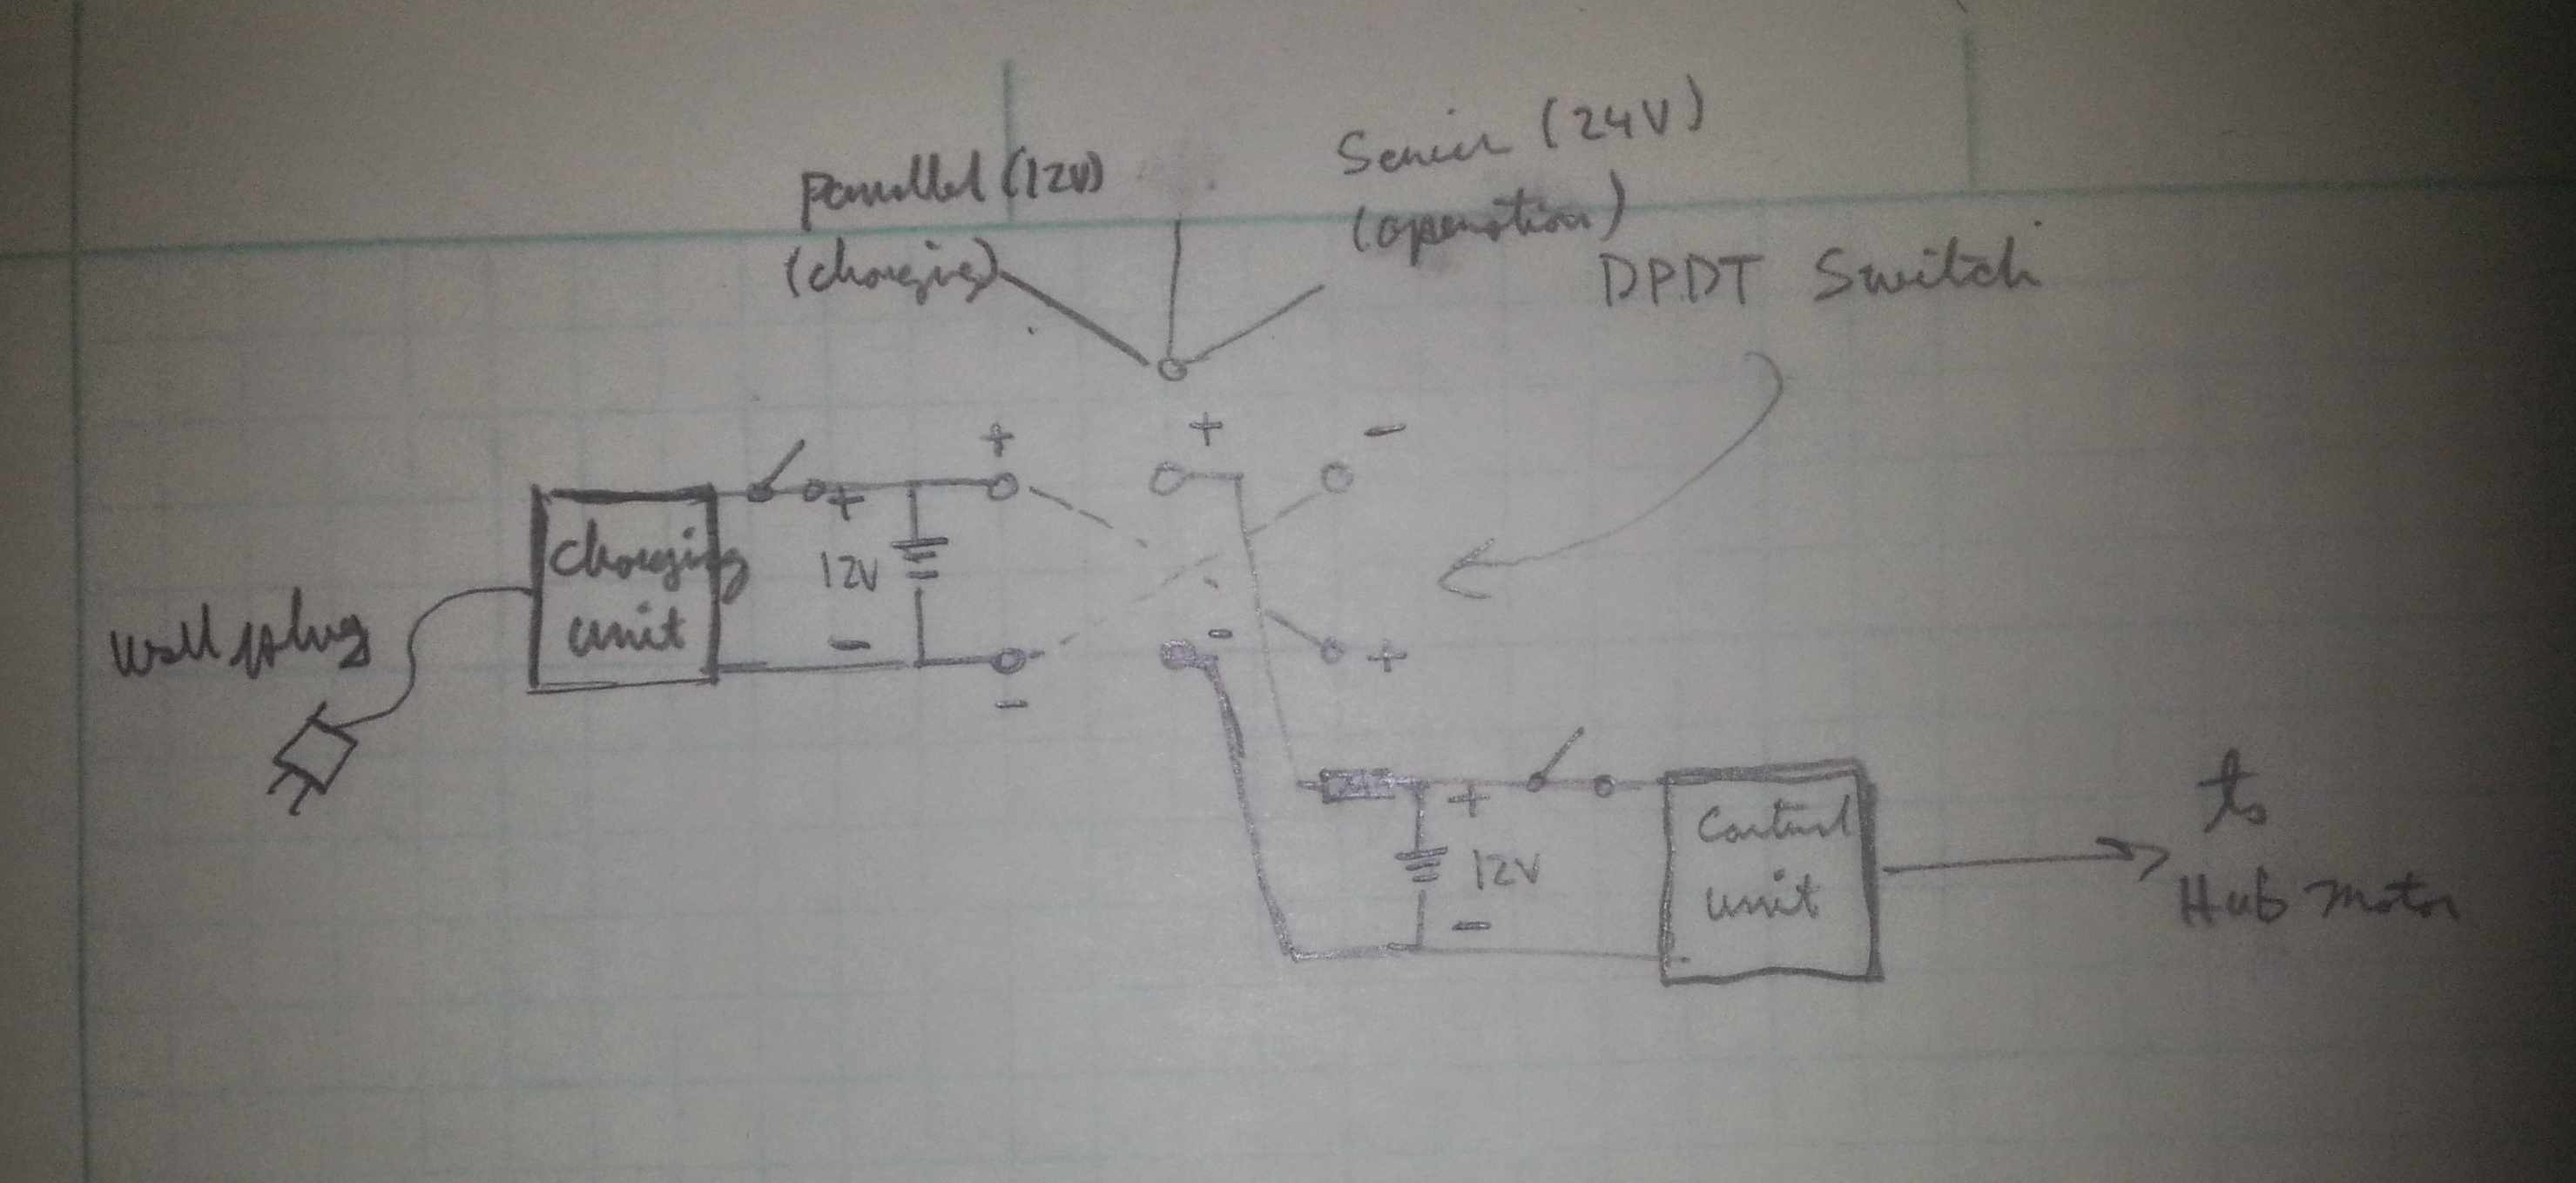 Parallel (12V)
(charging)
Series (24V)
(operation)
DPDT Switch
+
+
-
Charging
unit
+
12V
-
-
-
+
wall plug
+
12V
-
Control
unit
to
Hub motor